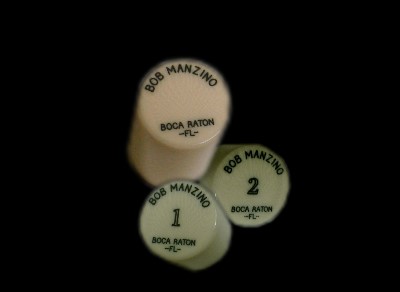 BOB MANZINO
BOCA RATON
-FL-
BOB MANZINO
2
BOCA RATON
-FL-
BOB MANZINO
1
BOCA RATON
-FL-